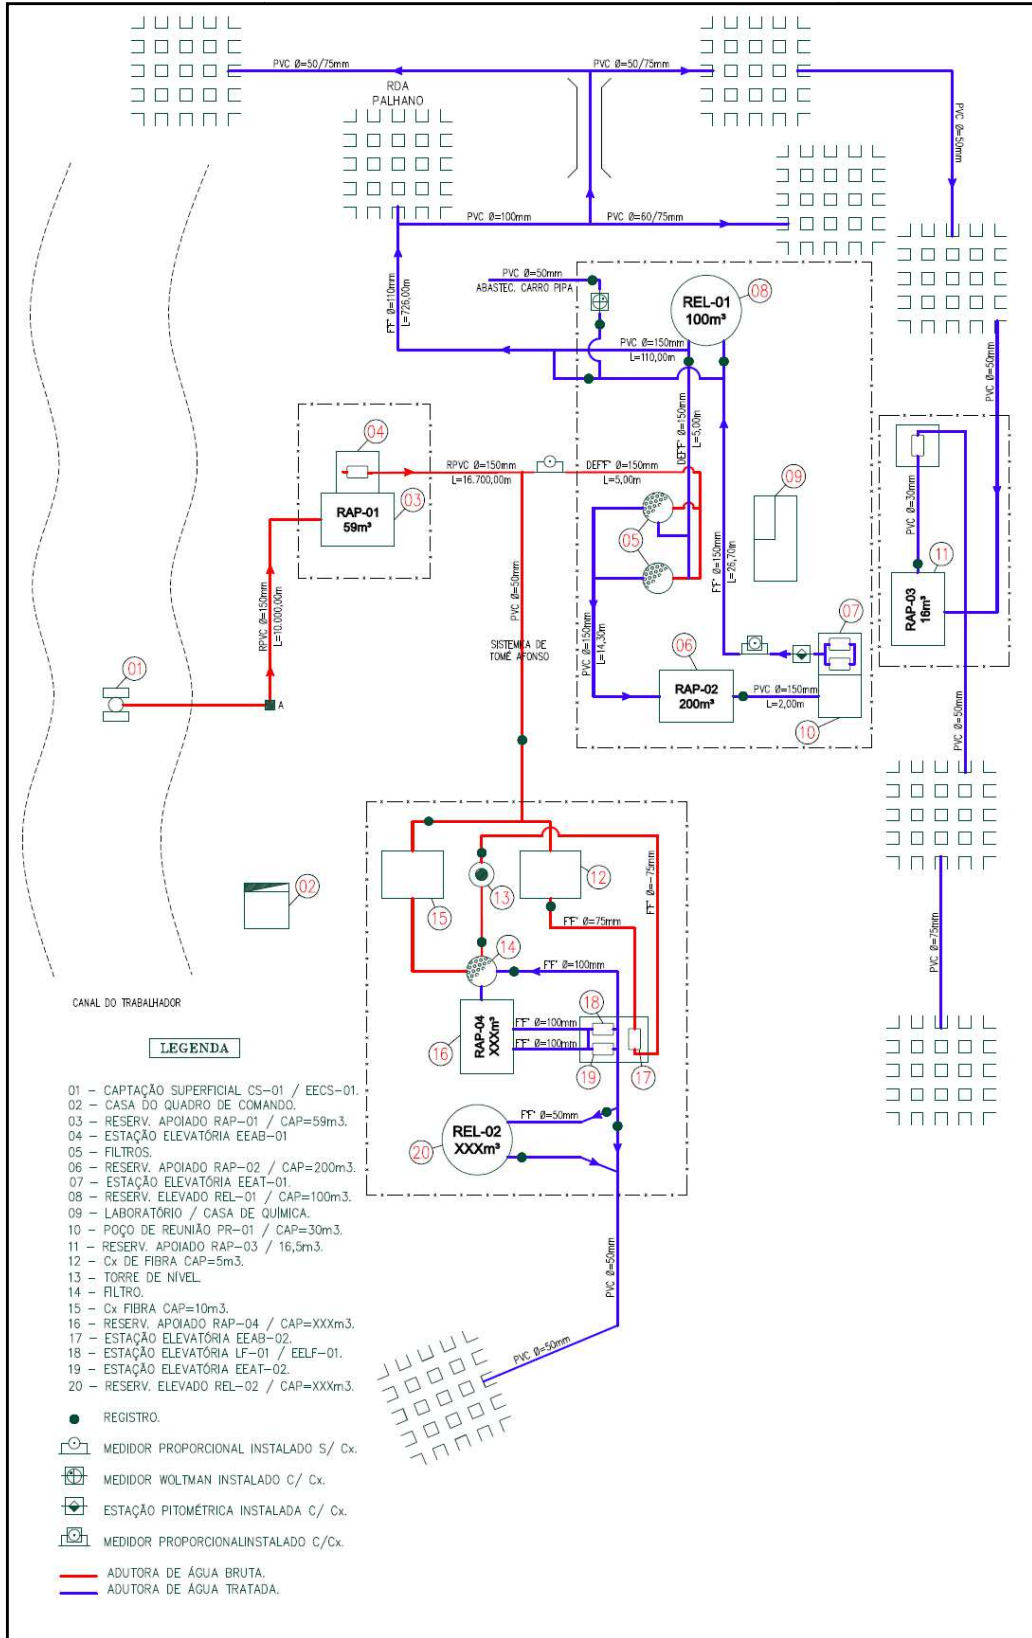 PVC Ø=50/75mm
PVC Ø=50/75mm
RDA
PALHANO
PVC Ø=50mm
PVC Ø=100mm
PVC Ø=60/75mm
PVC Ø=50mm
ABASTEC. CARRO PIPA
REL-01
100m³
08
FºFº Ø=110mm
L=726,00m
PVC Ø=150mm
L=110,00m
PVC Ø=50mm
DEFºFº Ø=150mm
L=5,00m
04
RPVC Ø=150mm
L=16.700,00m
DEFºFº Ø=150mm
L=5,00m
RAP-01
59m³
03
09
05
PVC Ø=30mm
11
RAP-03
16m³
FºFº Ø=150mm
L=26,70m
PVC Ø=50mm
RPVC Ø=150mm
L=10.000,00m
SISTEMKA DE
TOMÉ AFONSO
PVC Ø=150mm
L=14,30m
07
06
RAP-02
200m³
PVC Ø=150mm
L=2,00m
10
01
A
PVC Ø=50mm
02
15
13
12
FºFº Ø=75mm
FºFº Ø=-75mm
14
FºFº Ø=100mm
PVC Ø=75mm
CANAL DO TRABALHADOR
RAP-04
XXXm³
16
FºFº Ø=100mm
FºFº Ø=100mm
18
19
17
REL-02
XXXm³
20
FºFº Ø=50mm
PVC Ø=50mm
PVC Ø=50mm
LEGENDA
01 - CAPTAÇÃO SUPERFICIAL CS-01 / EECS-01.
02 - CASA DO QUADRO DE COMANDO.
03 - RESERV. APOIADO RAP-01 / CAP=59m3.
04 - ESTAÇÃO ELEVATÓRIA EEAB-01
05 - FILTROS.
06 - RESERV. APOIADO RAP-02 / CAP=200m3.
07 - ESTAÇÃO ELEVATÓRIA EEAT-01.
08 - RESERV. ELEVADO REL-01 / CAP=100m3.
09 - LABORATÓRIO / CASA DE QUÍMICA.
10 - POÇO DE REUNIÃO PR-01 / CAP=30m3.
11 - RESERV. APOIADO RAP-03 / 16,5m3.
12 - Cx DE FIBRA CAP=5m3.
13 - TORRE DE NÍVEL.
14 - FILTRO.
15 - Cx FIBRA CAP=10m3.
16 - RESERV. APOIADO RAP-04 / CAP=XXXm3.
17 - ESTAÇÃO ELEVATÓRIA EEAB-02.
18 - ESTAÇÃO ELEVATÓRIA LF-01 / EELF-01.
19 - ESTAÇÃO ELEVATÓRIA EEAT-02.
20 - RESERV. ELEVADO REL-02 / CAP=XXXm3.
REGISTRO.
MEDIDOR PROPORCIONAL INSTALADO S/ Cx.
MEDIDOR WOLTMAN INSTALADO C/ Cx.
ESTAÇÃO PITOMÉTRICA INSTALADA C/ Cx.
MEDIDOR PROPORCIONALINSTALADO C/Cx.
ADUTORA DE ÁGUA BRUTA.
ADUTORA DE ÁGUA TRATADA.